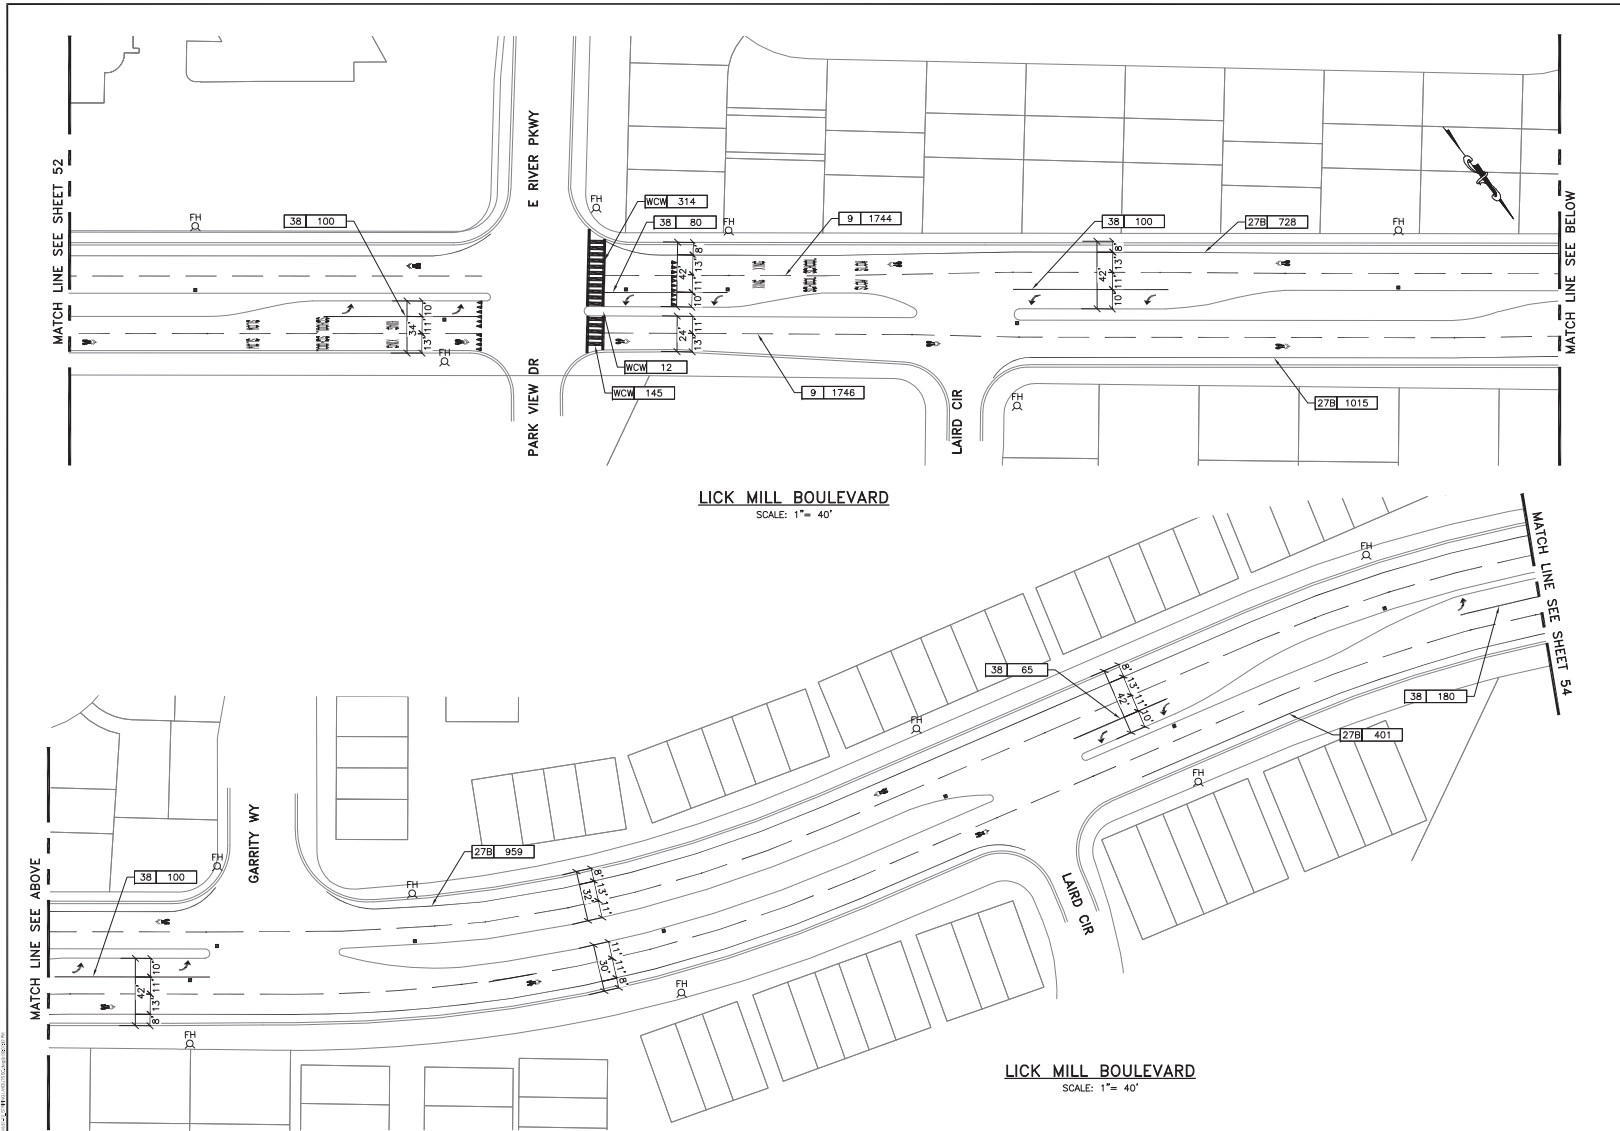 MATCH LINE SEE SHEET 52
E RIVER PKWY
MATCH LINE SEE BELOW
FH
38 100
FH
WCW 314
38 80
FH
9 1744
38 100
27B 728
FH
8'
13'
42'
11'
10'
8'
13'
42'
11'
10'
10'
34'
11'
13'
11'
24'
13'
FH
WCW 12
WCW 145
9 1746
FH
27B 1015
PARK VIEW DR
LAIRD CIR
LICK MILL BOULEVARD
SCALE: 1"= 40'
MATCH LINE SEE SHEET 54
FH
38 65
8'
13'
42'
11'
10'
38 180
FH
27B 401
FH
GARRITY WY
27B 959
FH
FH
MATCH LINE SEE ABOVE
38 100
8'
13'
32'
11'
LAIRD CIR
11'
11'
30'
8'
10'
42'
11'
13'
8'
FH
FH
LICK MILL BOULEVARD
SCALE: 1"= 40'